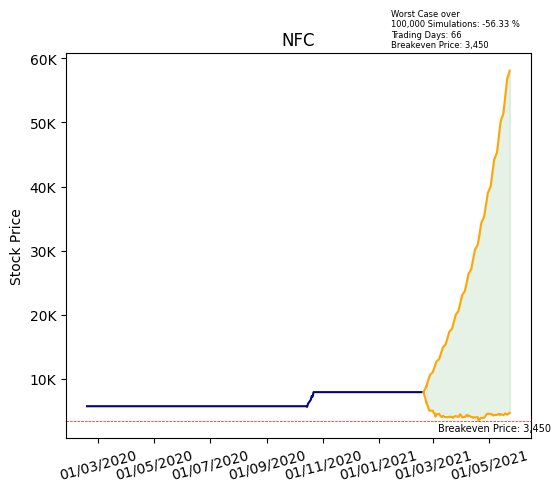 Worst Case over
100,000 Simulations: -56.33 %
Trading Days: 66
Breakeven Price: 3,450
NFC
Stock Price
60K
50K
40K
30K
20K
10K
Breakeven Price: 3,450
01/03/2020 01/05/2020 01/07/2020 01/09/2020 01/11/2020 01/01/2021 01/03/2021 01/05/2021